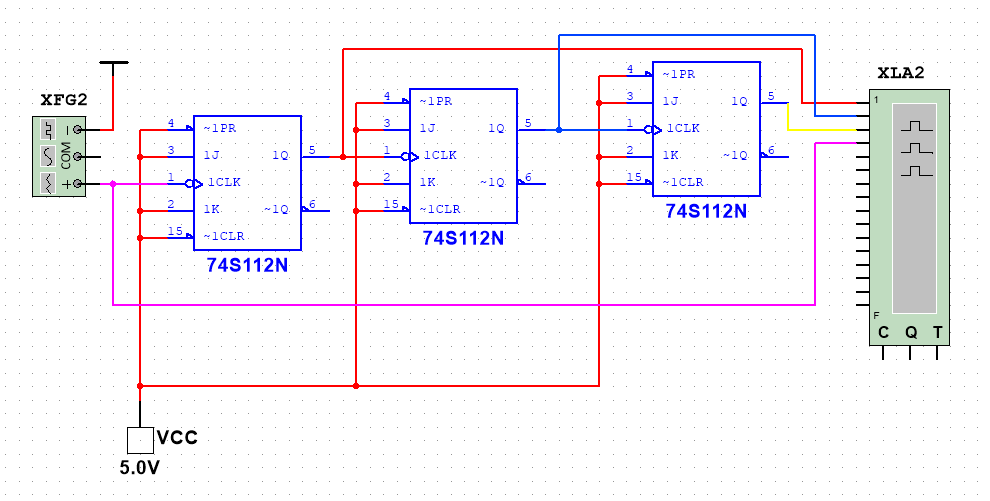 XFG2
COM
4 ~1PR
3 1J 1Q 5
1 1CLK
2 1K ~1Q 6
15 ~1CLR
74S112N
4 ~1PR
3 1J 1Q 5
1 1CLK
2 1K ~1Q 6
15 ~1CLR
74S112N
4 ~1PR
3 1J 1Q 5
1 1CLK
2 1K ~1Q 6
15 ~1CLR
74S112N
XLA2
1
F
C Q T
VCC
5.0V